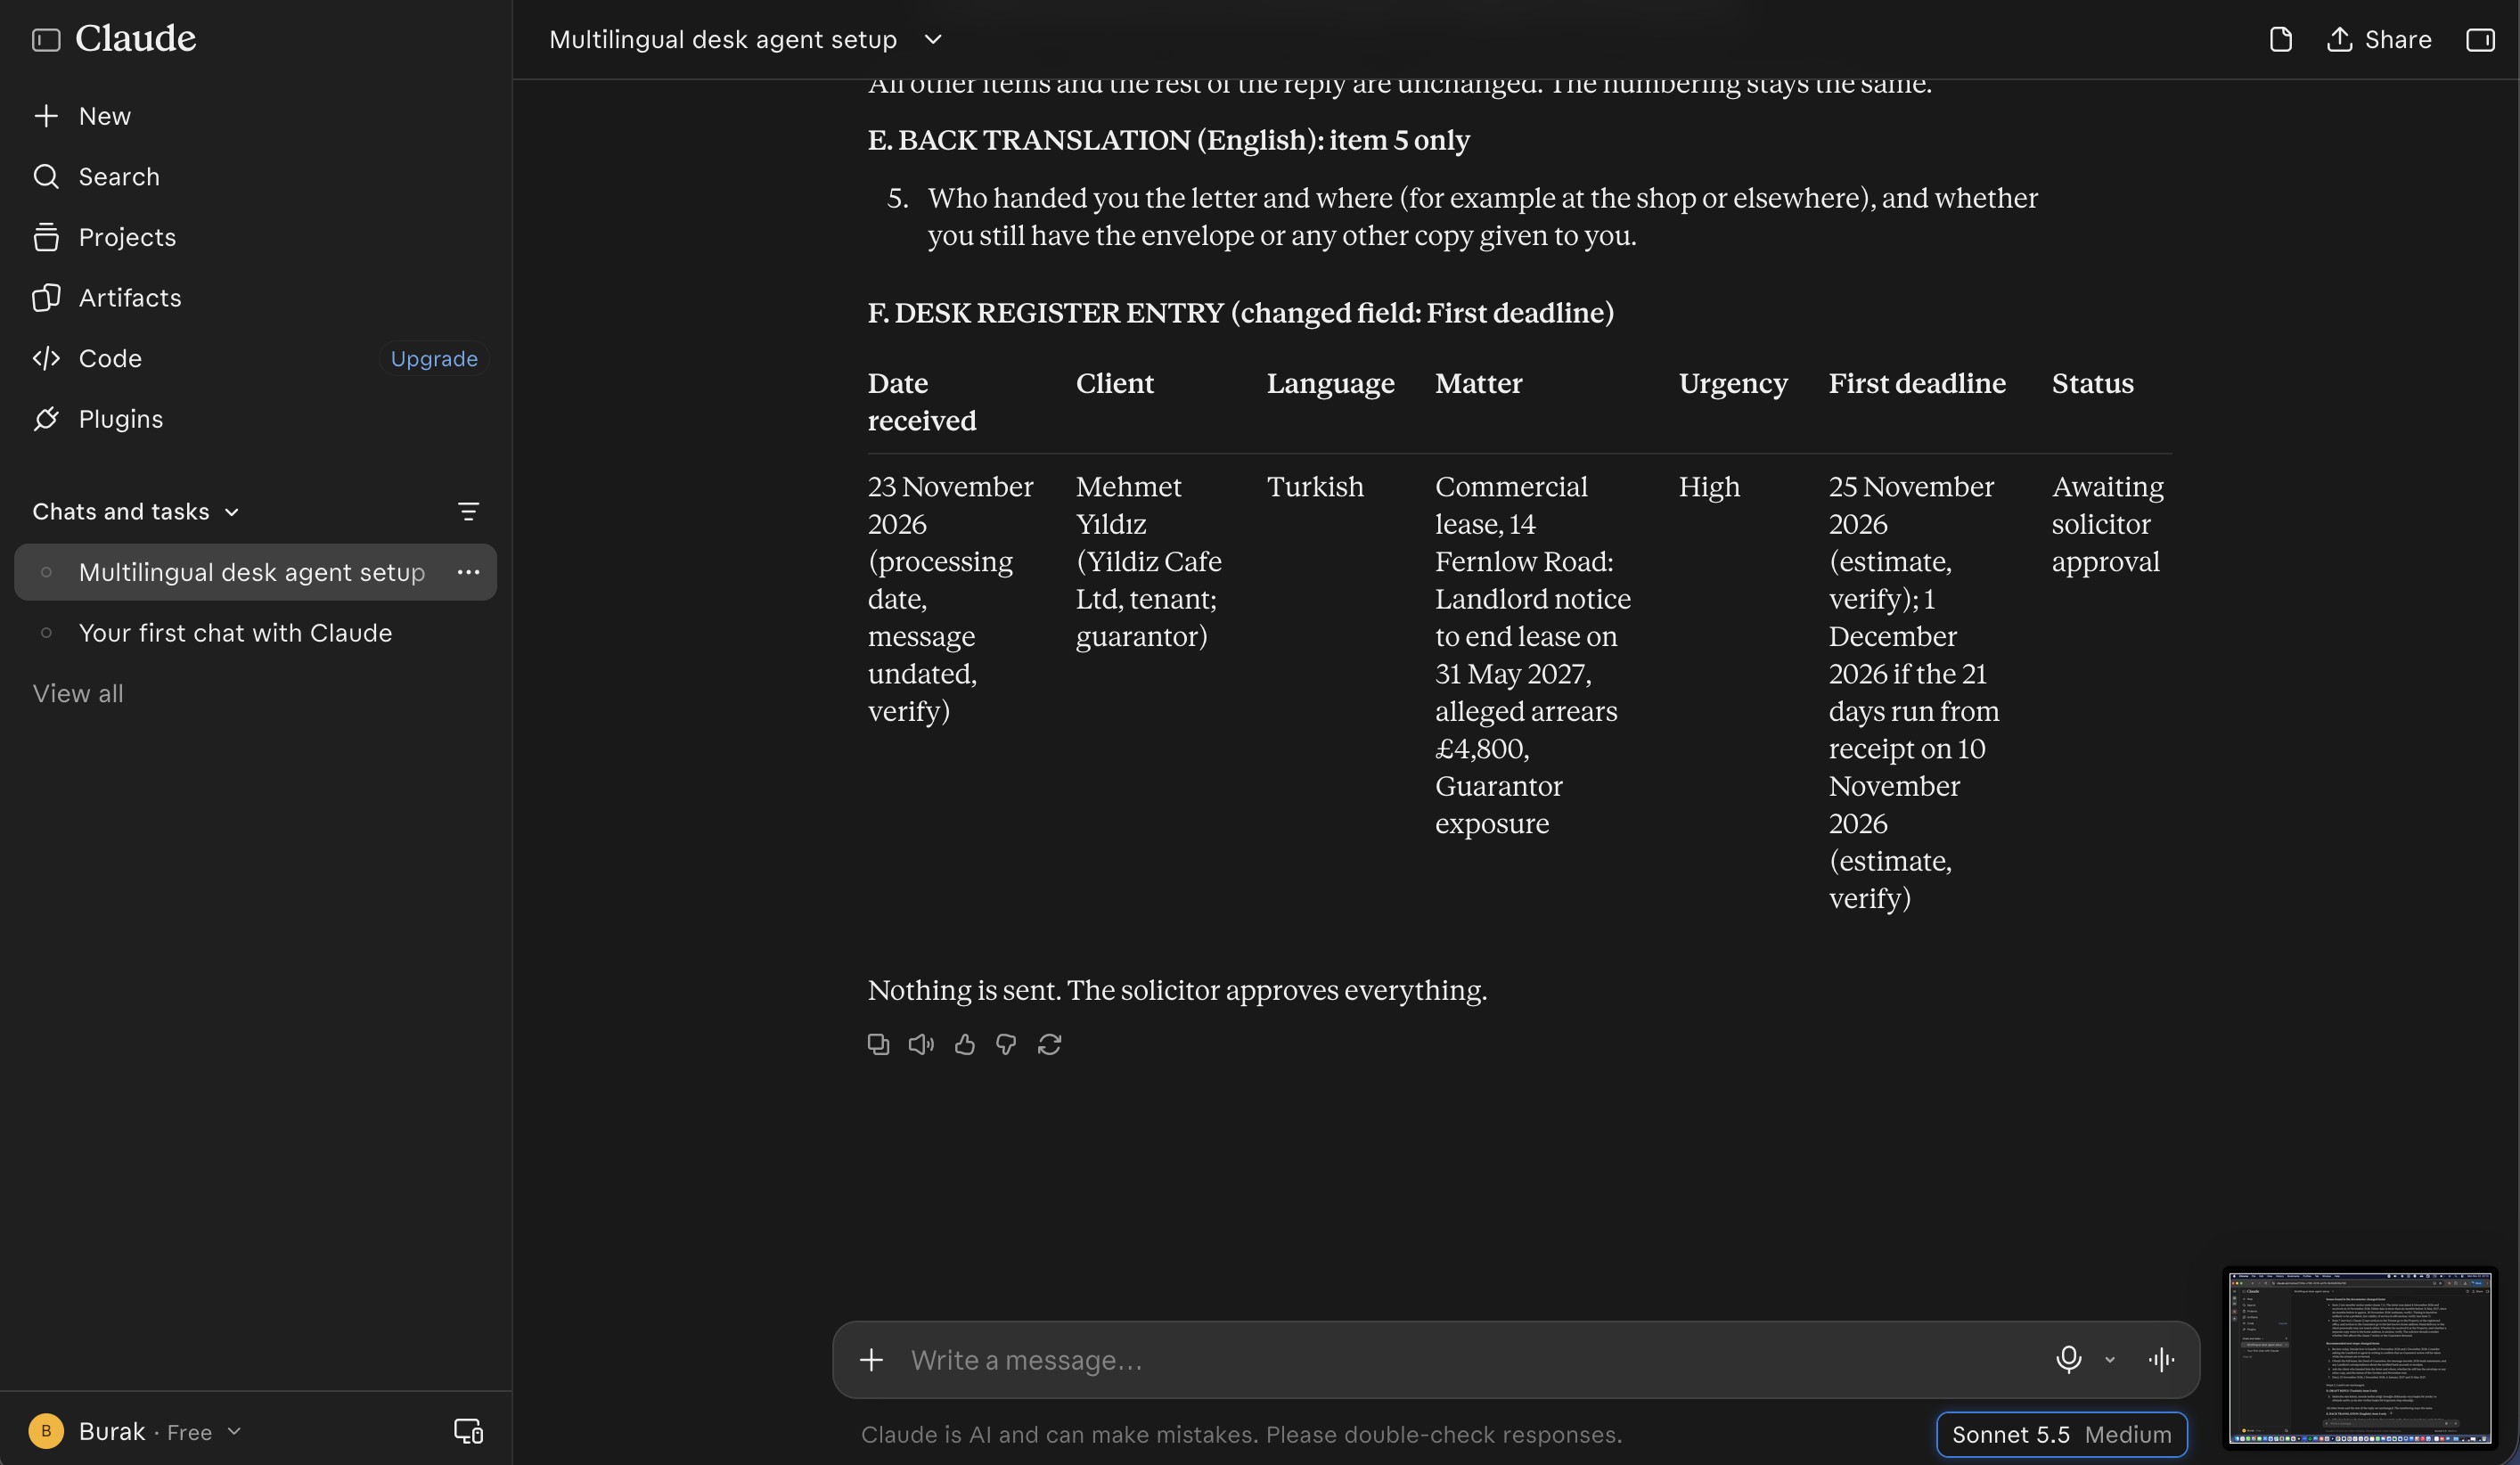 Claude
New
Search
Projects
Artifacts
Code
Upgrade
Plugins
Chats and tasks
Multilingual desk agent setup
Your first chat with Claude
View all
B
Burak · Free
Multilingual desk agent setup
Share
All other items and the rest of the reply are unchanged. The numbering stays the same.
E. BACK TRANSLATION (English): item 5 only
5. Who handed you the letter and where (for example at the shop or elsewhere), and whether
you still have the envelope or any other copy given to you.
F. DESK REGISTER ENTRY (changed field: First deadline)
Date
received
Client
Language
Matter
Urgency
First deadline
Status
23 November
2026
(processing
date,
message
undated,
verify)
Mehmet
Yıldız
(Yildiz Cafe
Ltd, tenant;
guarantor)
Turkish
Commercial
lease, 14
Fernlow Road:
Landlord notice
to end lease on
31 May 2027,
alleged arrears
£4,800,
Guarantor
exposure
High
25 November
2026
(estimate,
verify); 1
December
2026 if the 21
days run from
receipt on 10
November
2026
(estimate,
verify)
Awaiting
solicitor
approval
Nothing is sent. The solicitor approves everything.
Write a message…
Claude is AI and can make mistakes. Please double-check responses.
Sonnet 5.5 Medium